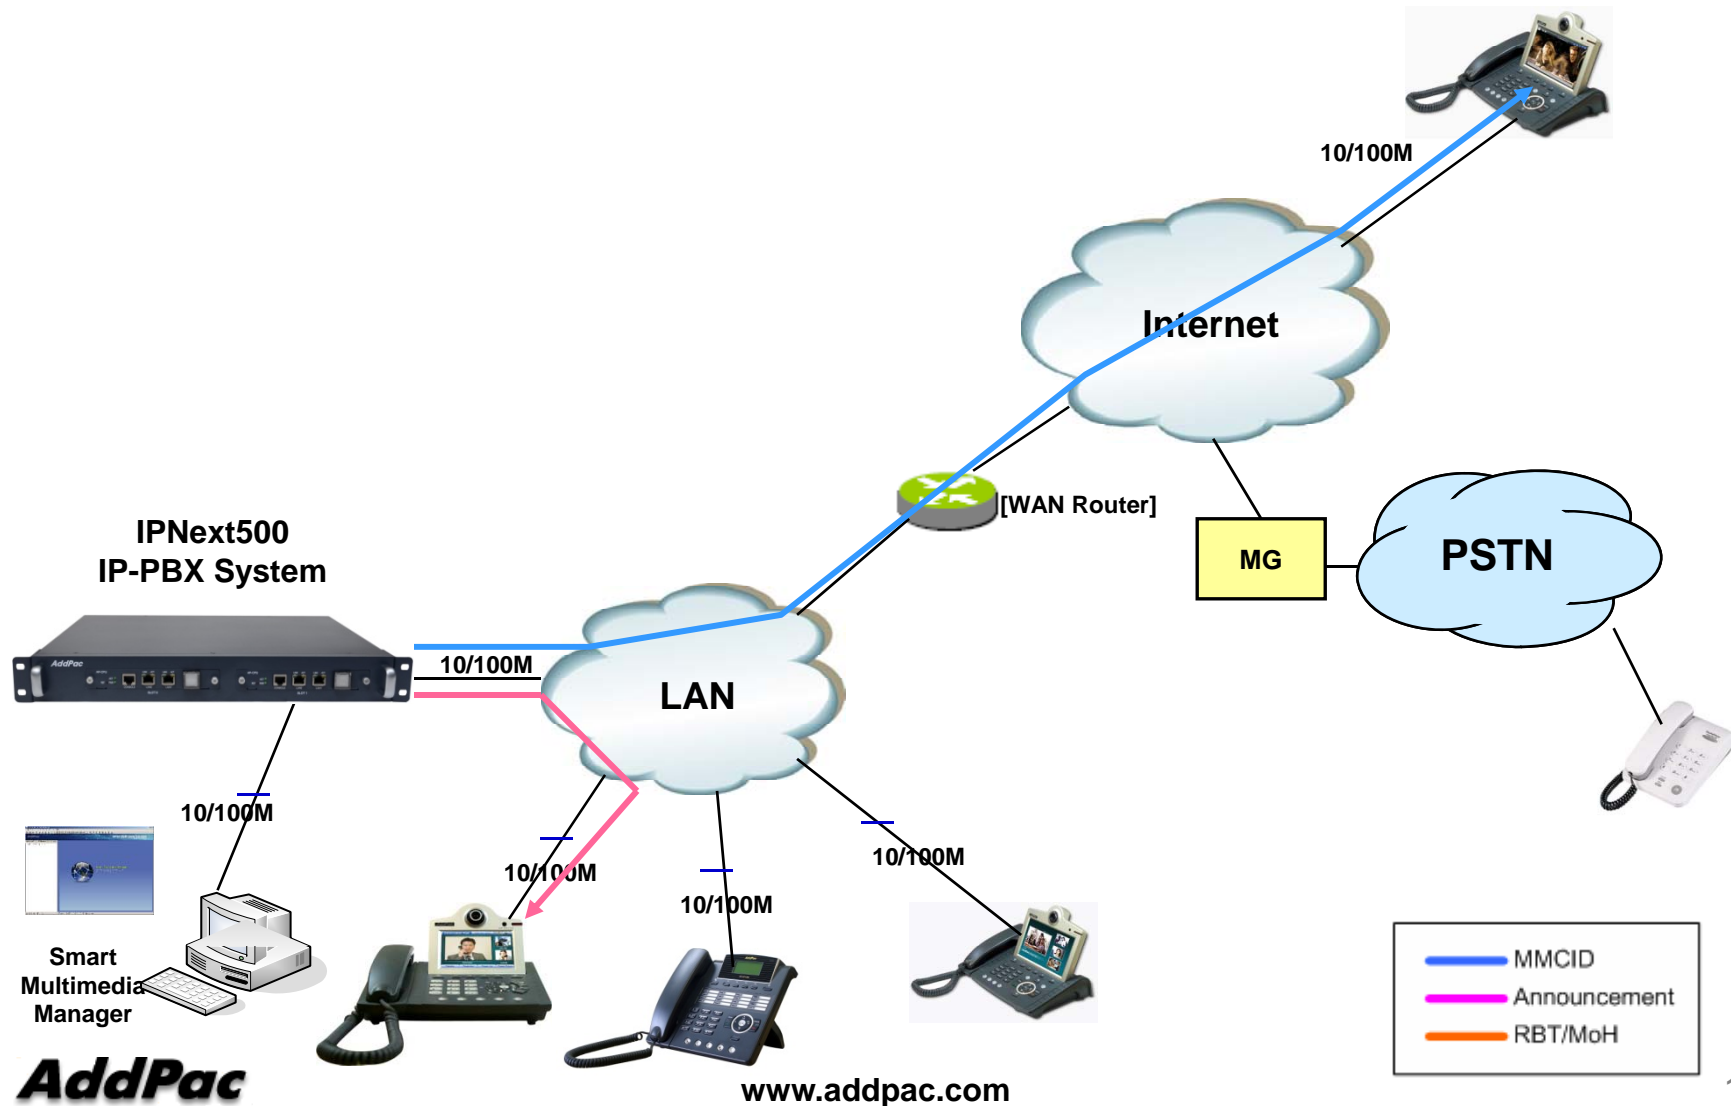 10/100M
Internet
[WAN Router]
IPNext500
IP-PBX System
MG
PSTN
AddPac
10/100M
LAN
10/100M
10/100M
10/100M
10/100M
Smart
Multimedia
Manager
MMCID
Announcement
RBT/MoH
AddPac
www.addpac.com